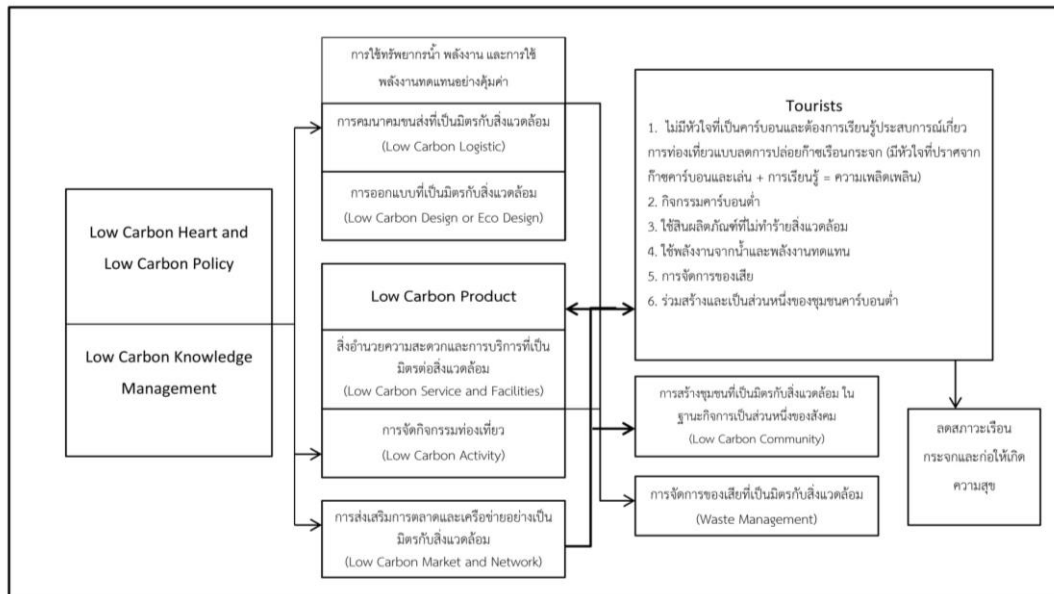 Low Carbon Heart and
Low Carbon Policy
Low Carbon Knowledge
Management
การใช้ทรัพยากรน้ำ พลังงาน และการใช้
พลังงานทดแทนอย่างคุ้มค่า
การคมนาคมขนส่งที่เป็นมิตรกับสิ่งแวดล้อม
(Low Carbon Logistic)
การออกแบบที่เป็นมิตรกับสิ่งแวดล้อม
(Low Carbon Design or Eco Design)
Low Carbon Product
สิ่งอำนวยความสะดวกและการบริการที่เป็น
มิตรต่อสิ่งแวดล้อม
(Low Carbon Service and Facilities)
การจัดกิจกรรมท่องเที่ยว
(Low Carbon Activity)
การส่งเสริมการตลาดและเครือข่ายอย่างเป็น
มิตรกับสิ่งแวดล้อม
(Low Carbon Market and Network)
Tourists
1. ไม่มีหัวใจที่เป็นคาร์บอนและต้องการเรียนรู้ประสบการณ์เกี่ยว
การท่องเที่ยวแบบลดการปล่อยก๊าซเรือนกระจก (มีหัวใจที่ปราศจาก
ก๊าซคาร์บอนและเล่น + การเรียนรู้ = ความเพลิดเพลิน)
2. กิจกรรมคาร์บอนต่ำ
3. ใช้สินผลิตภัณฑ์ที่ไม่ทำร้ายสิ่งแวดล้อม
4. ใช้พลังงานจากน้ำและพลังงานทดแทน
5. การจัดการของเสีย
6. ร่วมสร้างและเป็นส่วนหนึ่งของชุมชนคาร์บอนต่ำ
การสร้างชุมชนที่เป็นมิตรกับสิ่งแวดล้อม ใน
ฐานะกิจการเป็นส่วนหนึ่งของสังคม
(Low Carbon Community)
การจัดการของเสียที่เป็นมิตรกับสิ่งแวดล้อม
(Waste Management)
ลดสภาวะเรือน
กระจกและก่อให้เกิด
ความสุข